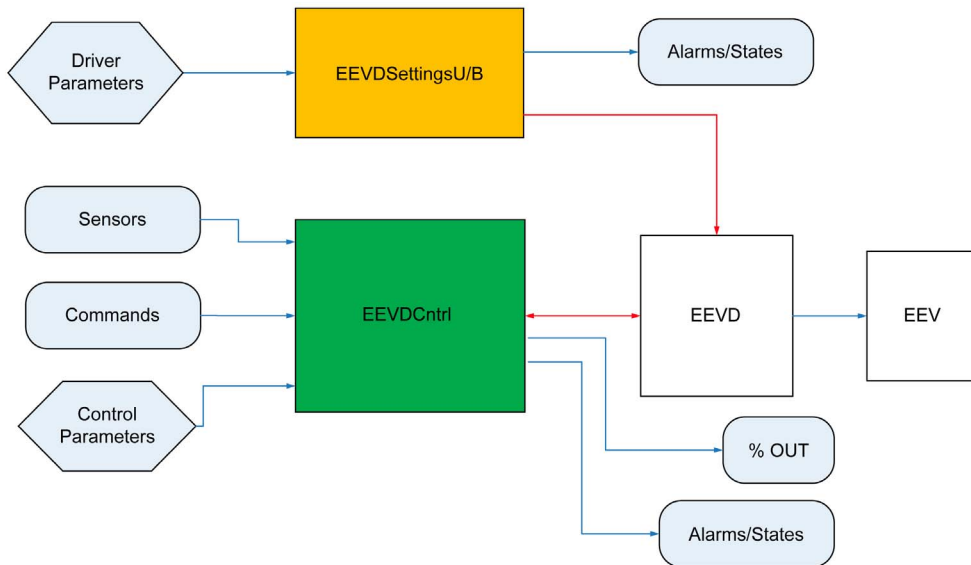 Driver
Parameters
EEVDSettingsU/B
Alarms/States
Sensors
Commands
EEVDCntrl
EEVD
EEV
Control
Parameters
% OUT
Alarms/States